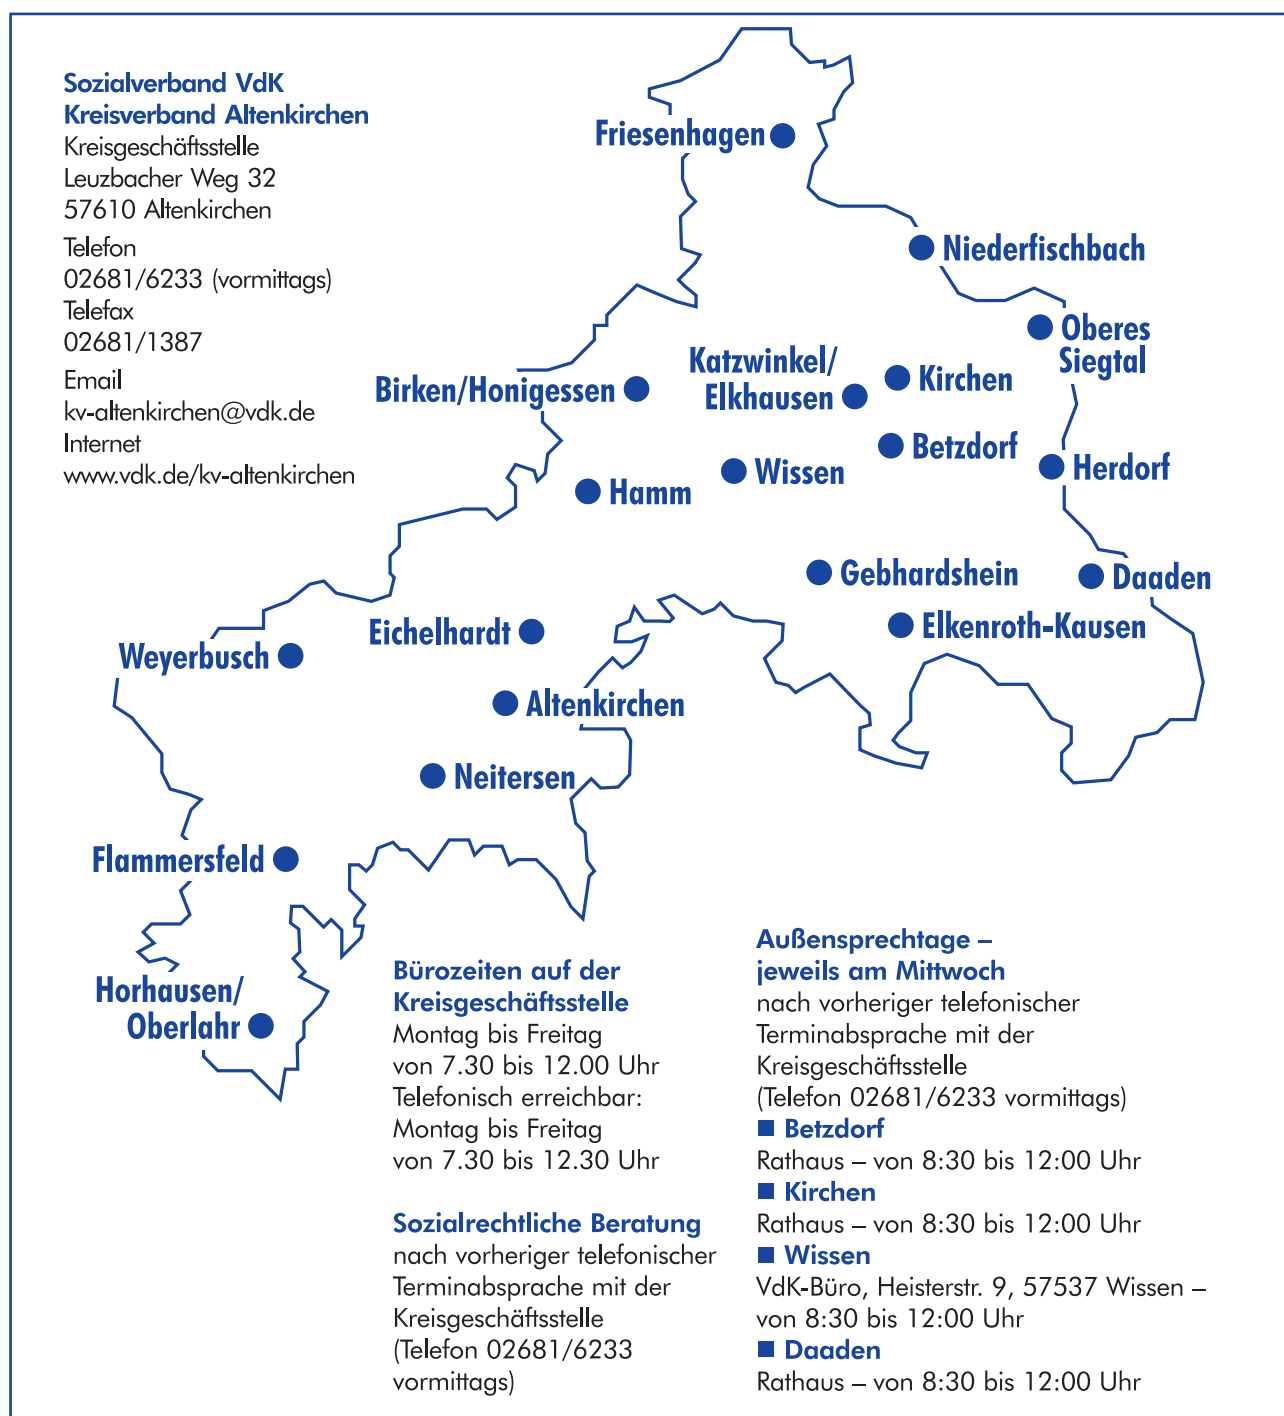 Sozialverband VdK
Kreisverband Altenkirchen
Kreisgeschäftsstelle
Leuzbacher Weg 32
57610 Altenkirchen
Telefon
02681/6233 (vormittags)
Telefax
02681/1387
Email
kv-altenkirchen@vdk.de
Internet
www.vdk.de/kv-altenkirchen
Friesenhagen
Niederfischbach
Oberes
Siegtal
Katzwinkel/
Elkhausen
Kirchen
Birken/Honigessen
Betzdorf
Wissen
Herdorf
Hamm
Gebhardshein
Daaden
Eichelhardt
Elkenroth-Kausen
Weyerbusch
Altenkirchen
Neitersen
Flammersfeld
Horhausen/
Oberlahr
Bürozeiten auf der
Kreisgeschäftsstelle
Montag bis Freitag
von 7.30 bis 12.00 Uhr
Telefonisch erreichbar:
Montag bis Freitag
von 7.30 bis 12.30 Uhr
Sozialrechtliche Beratung
nach vorheriger telefonischer
Terminabsprache mit der
Kreisgeschäftsstelle
(Telefon 02681/6233
vormittags)
Außensprechtage –
jeweils am Mittwoch
nach vorheriger telefonischer
Terminabsprache mit der
Kreisgeschäftsstelle
(Telefon 02681/6233 vormittags)
■ Betzdorf
Rathaus – von 8:30 bis 12:00 Uhr
■ Kirchen
Rathaus – von 8:30 bis 12:00 Uhr
■ Wissen
VdK-Büro, Heisterstr. 9, 57537 Wissen –
von 8:30 bis 12:00 Uhr
■ Daaden
Rathaus – von 8:30 bis 12:00 Uhr